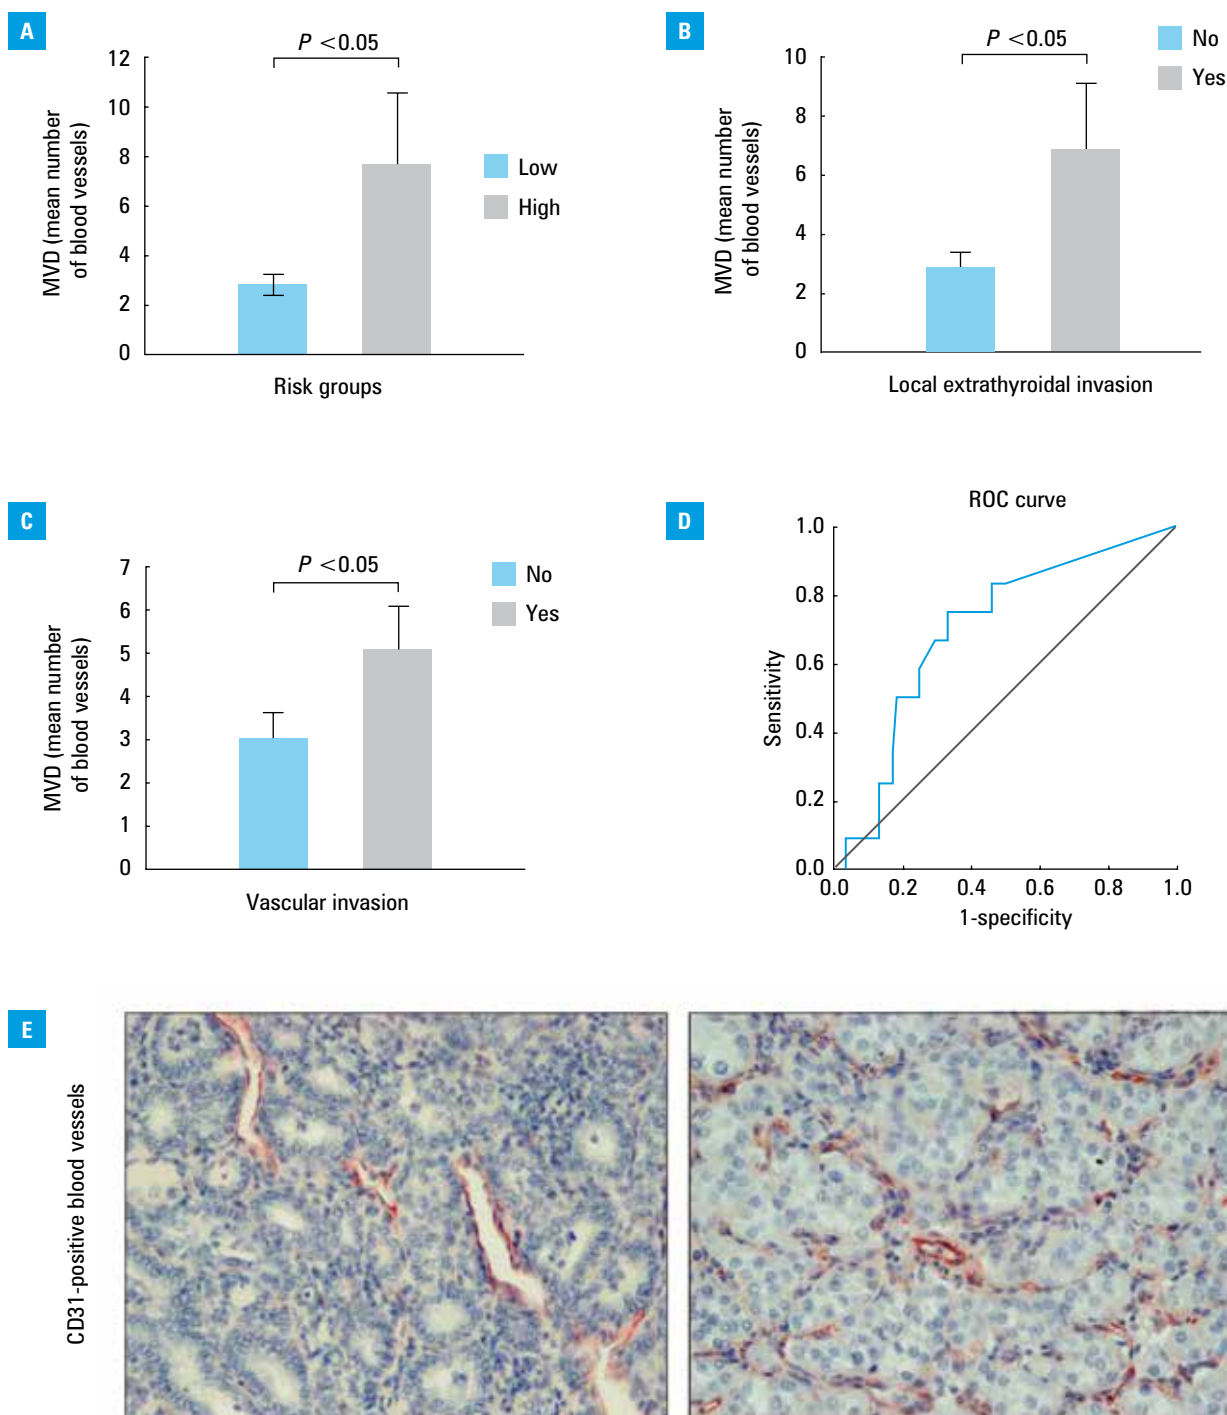 A
P <0.05
12
10
8
6
4
2
0
MVD (mean number
of blood vessels)
Low
High
Risk groups
B
P <0.05
No
Yes
10
8
6
4
2
0
MVD (mean number
of blood vessels)
Local extrathyroidal invasion
C
P <0.05
No
Yes
7
6
5
4
3
2
1
0
MVD (mean number
of blood vessels)
Vascular invasion
D
ROC curve
1.0
0.8
0.6
0.4
0.2
0.0
Sensitivity
0.0 0.2 0.4 0.6 0.8 1.0
1-specificity
E
CD31-positive blood vessels